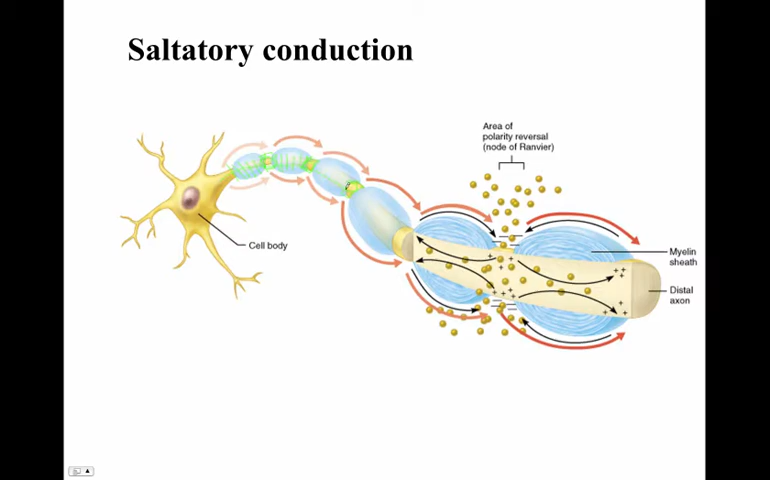 Saltatory conduction
Area of
polarity reversal
(node of Ranvier)
Cell body
Myelin
sheath
Distal
axon